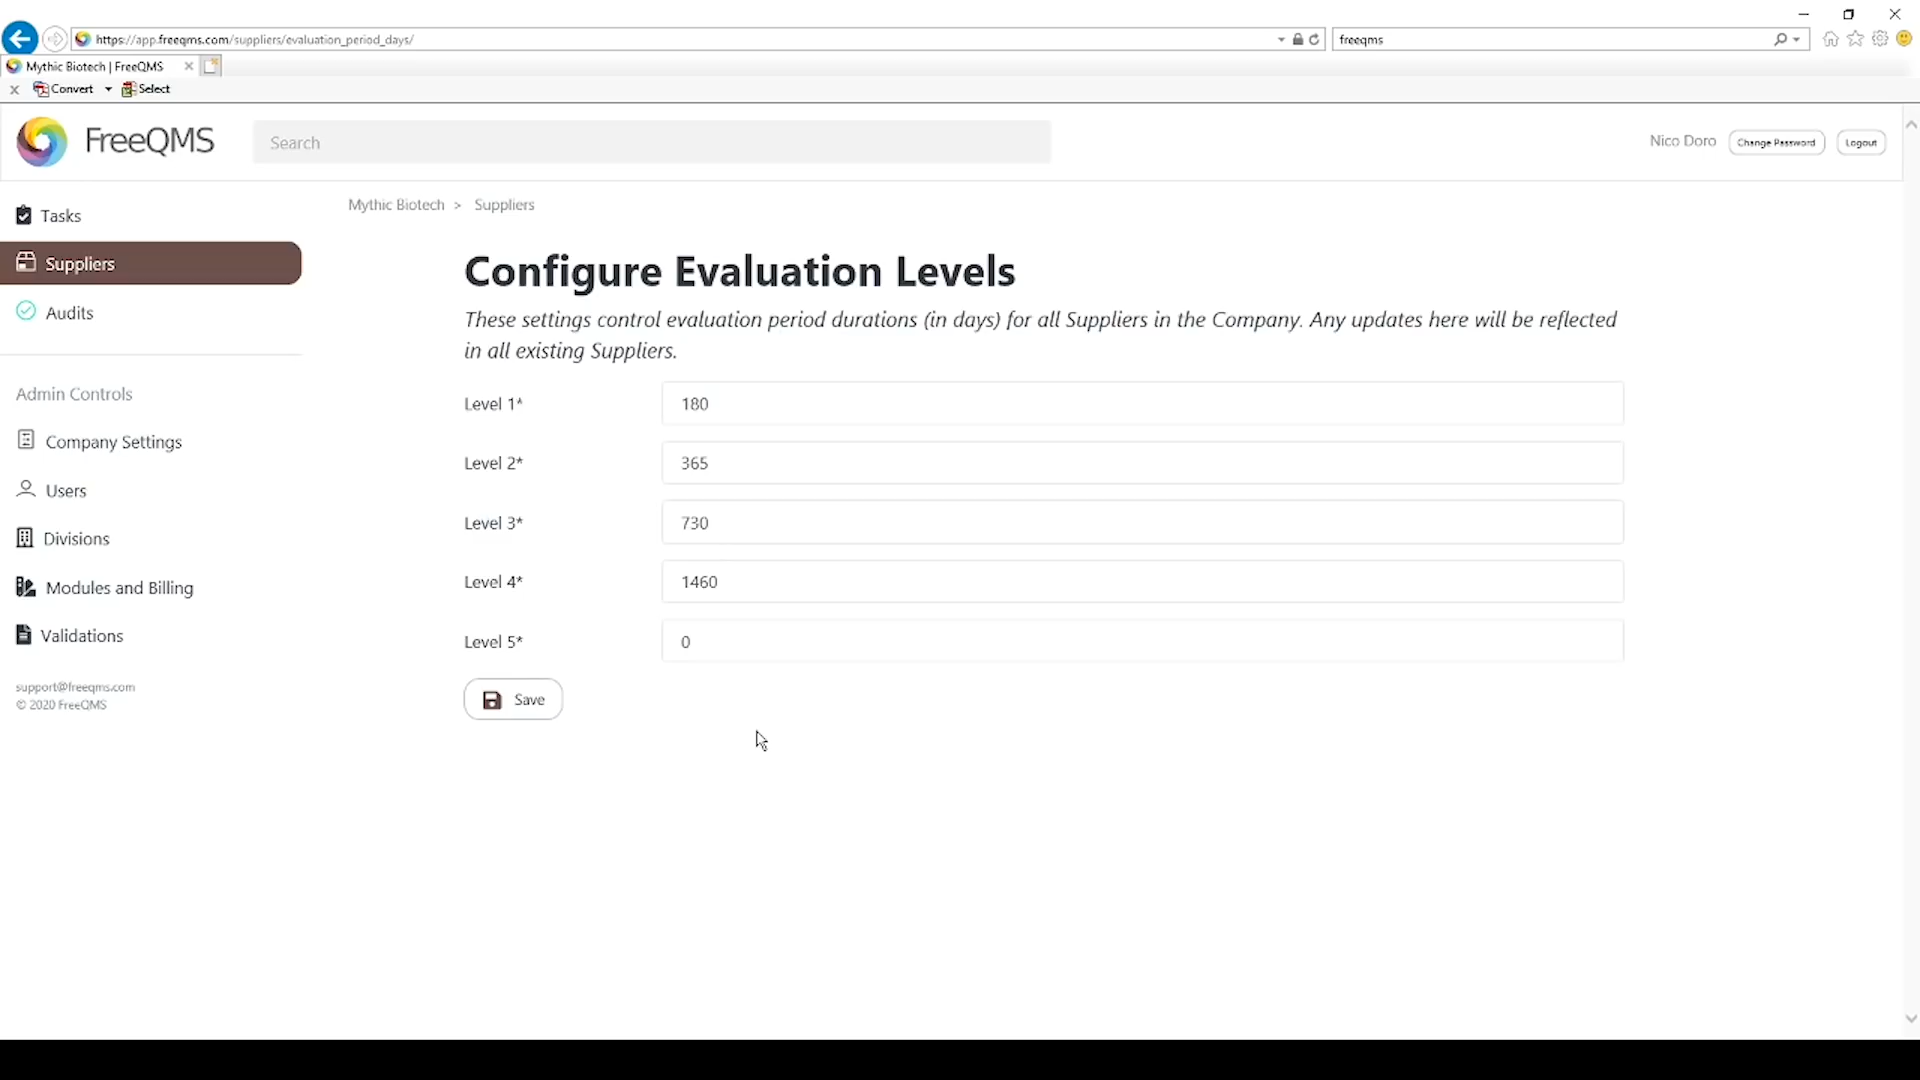 https://app.freeqms.com/suppliers/evaluation_period_days/
freeqms
Mythic Biotech | FreeQMS
Convert
Select
FreeQMS
Search
Nico Doro
Change Password
Logout
Tasks
Suppliers
Audits
Admin Controls
Company Settings
Users
Divisions
Modules and Billing
Validations
support@freeqms.com
© 2020 FreeQMS
Mythic Biotech > Suppliers
Configure Evaluation Levels
These settings control evaluation period durations (in days) for all Suppliers in the Company. Any updates here will be reflected
in all existing Suppliers.
Level 1* 180
Level 2* 365
Level 3* 730
Level 4* 1460
Level 5* 0
Save